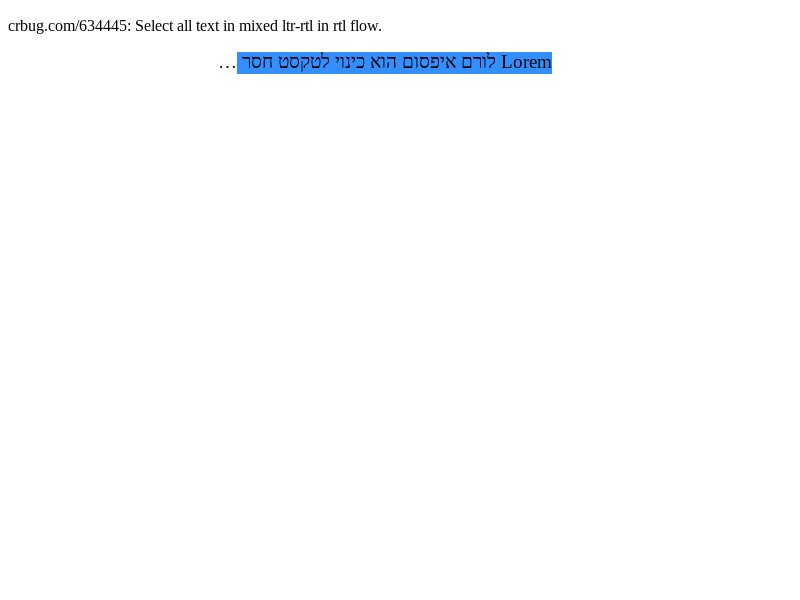 crbug.com/634445: Select all text in mixed ltr-rtl in rtl flow.
Lorem לורם איפסום הוא כינוי לטקסט חסר …